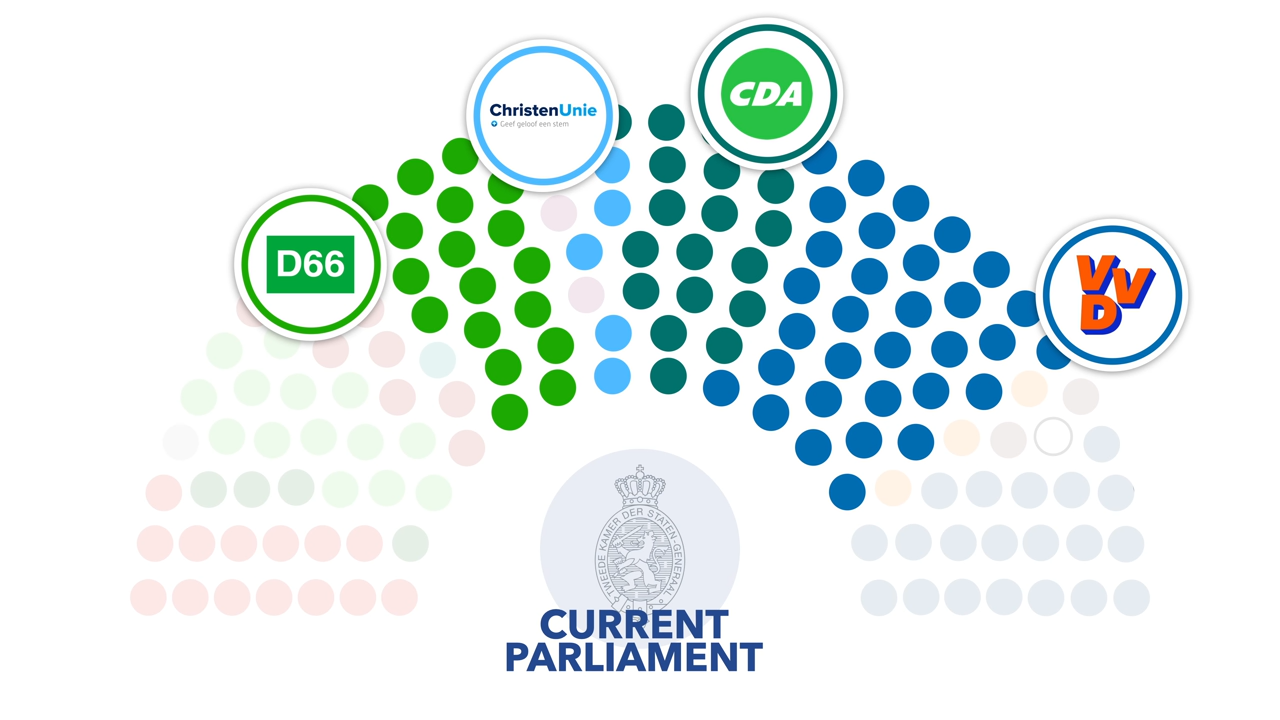 ChristenUnie
Geef geloof een stem
CDA
D66
VVD
TWEEDE KAMER DER STATEN-GENERAAL
CURRENT
PARLIAMENT